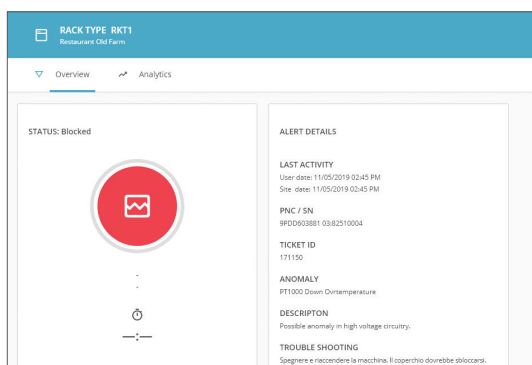 RACK TYPE RKT1
Restaurant Old Farm
Overview
Analytics
STATUS: Blocked
-
-
—:—
ALERT DETAILS
LAST ACTIVITY
User date: 11/05/2019 02:45 PM
Site date: 11/05/2019 02:45 PM
PNC / SN
9PDD603881 03:82510004
TICKET ID
171150
ANOMALY
PT1000 Down Ovrtemperature
DESCRIPTON
Possible anomaly in high voltage circuitry.
TROUBLE SHOOTING
Spegnere e riaccendere la macchina. Il coperchio dovrebbe sbloccarsi.